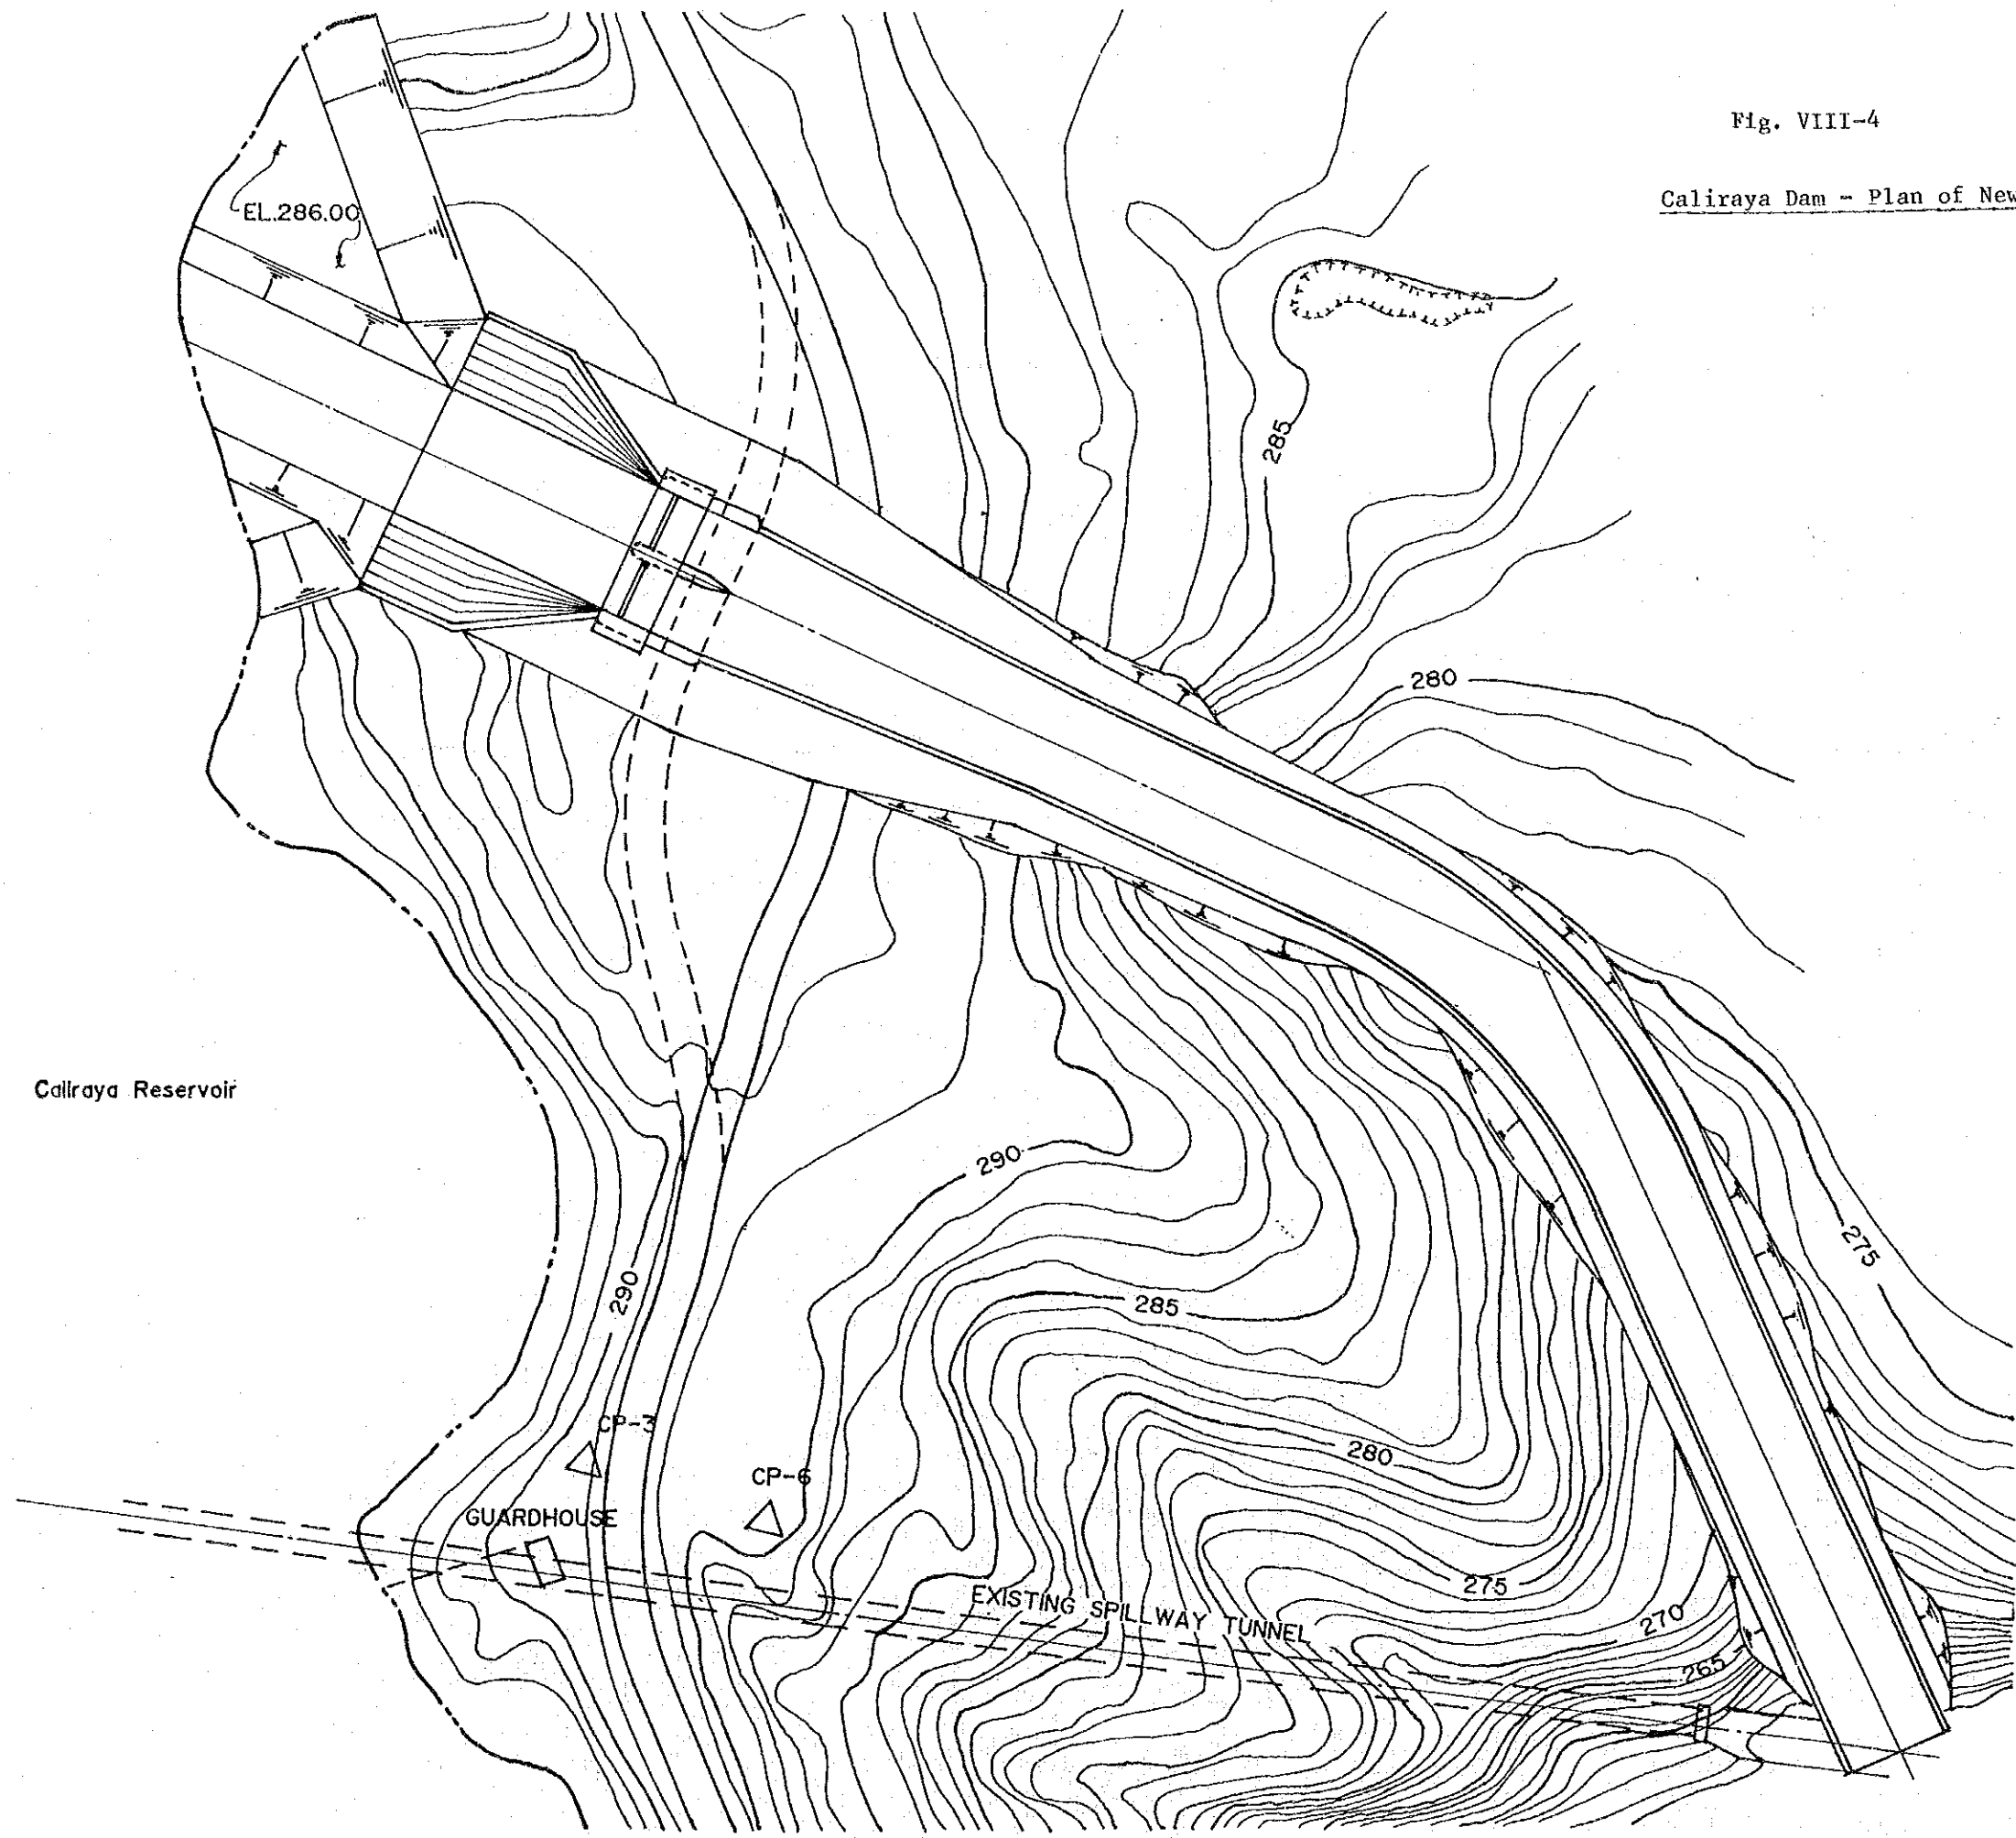 Fig. VIII-4
Caliraya Dam - Plan of New
EL.286.00
285
280
Caliraya Reservoir
290
290
285
275
CP-3
280
CP-6
GUARDHOUSE
275
EXISTING SPILLWAY TUNNEL
270
265